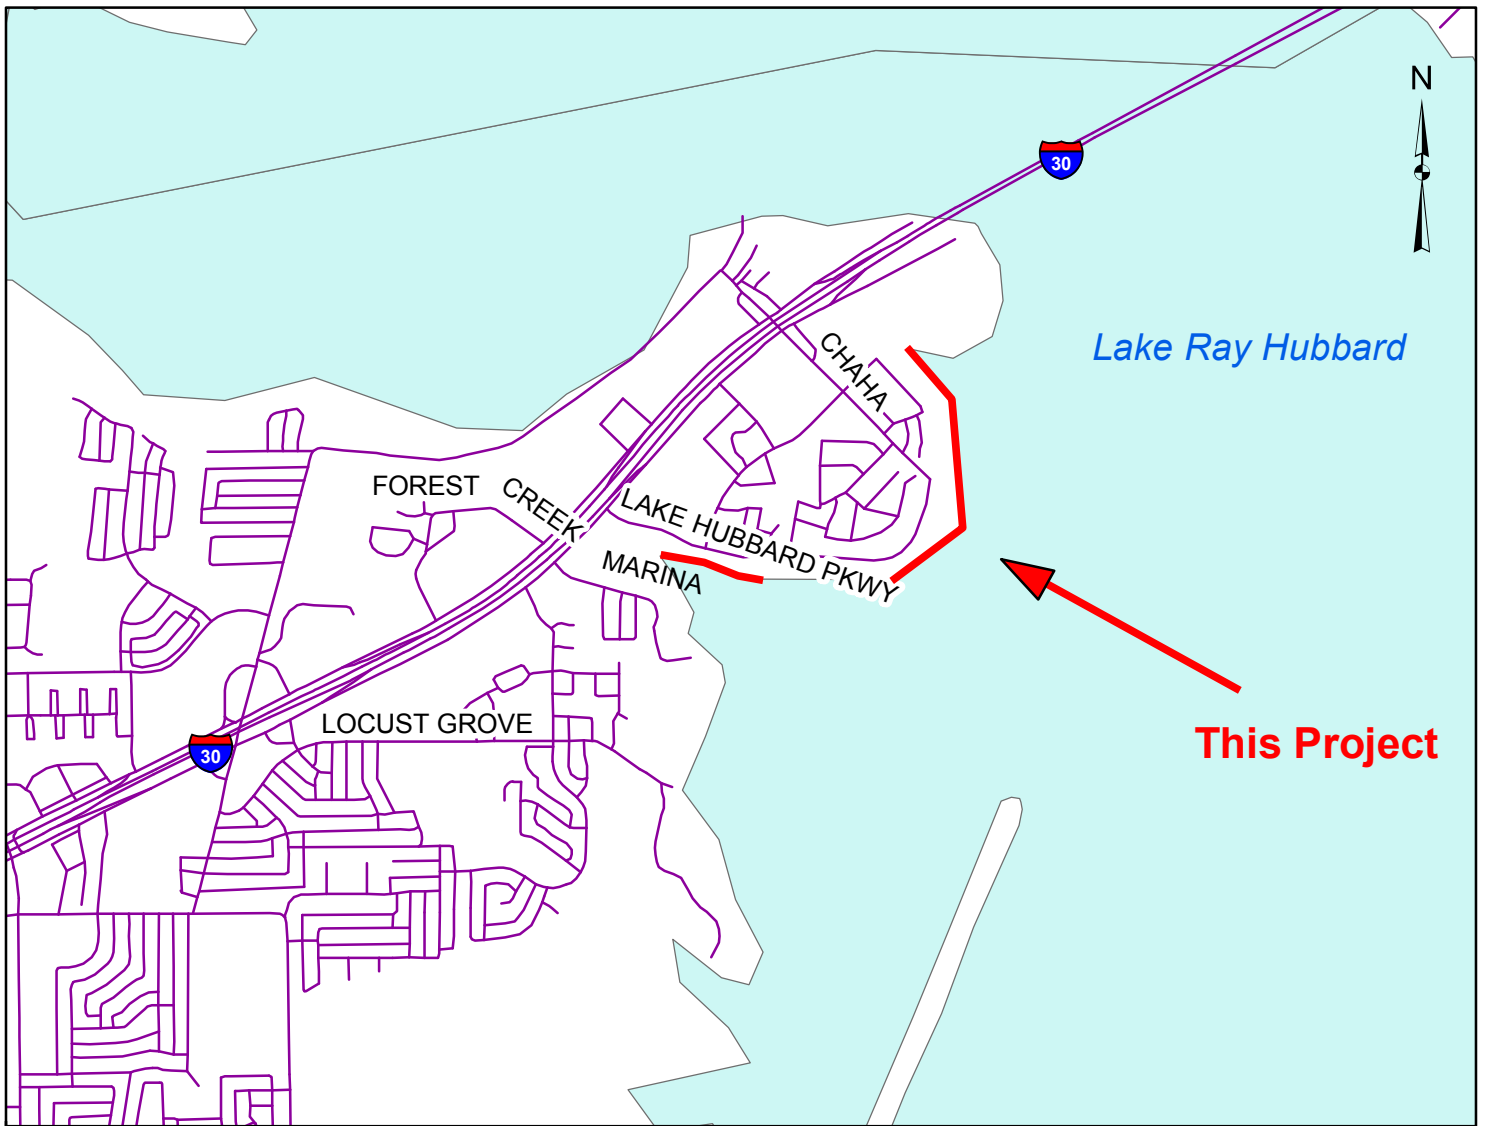 N
30
Lake Ray Hubbard
CHAHA
FOREST
CREEK
LAKE HUBBARD PKWY
MARINA
This Project
LOCUST GROVE
30